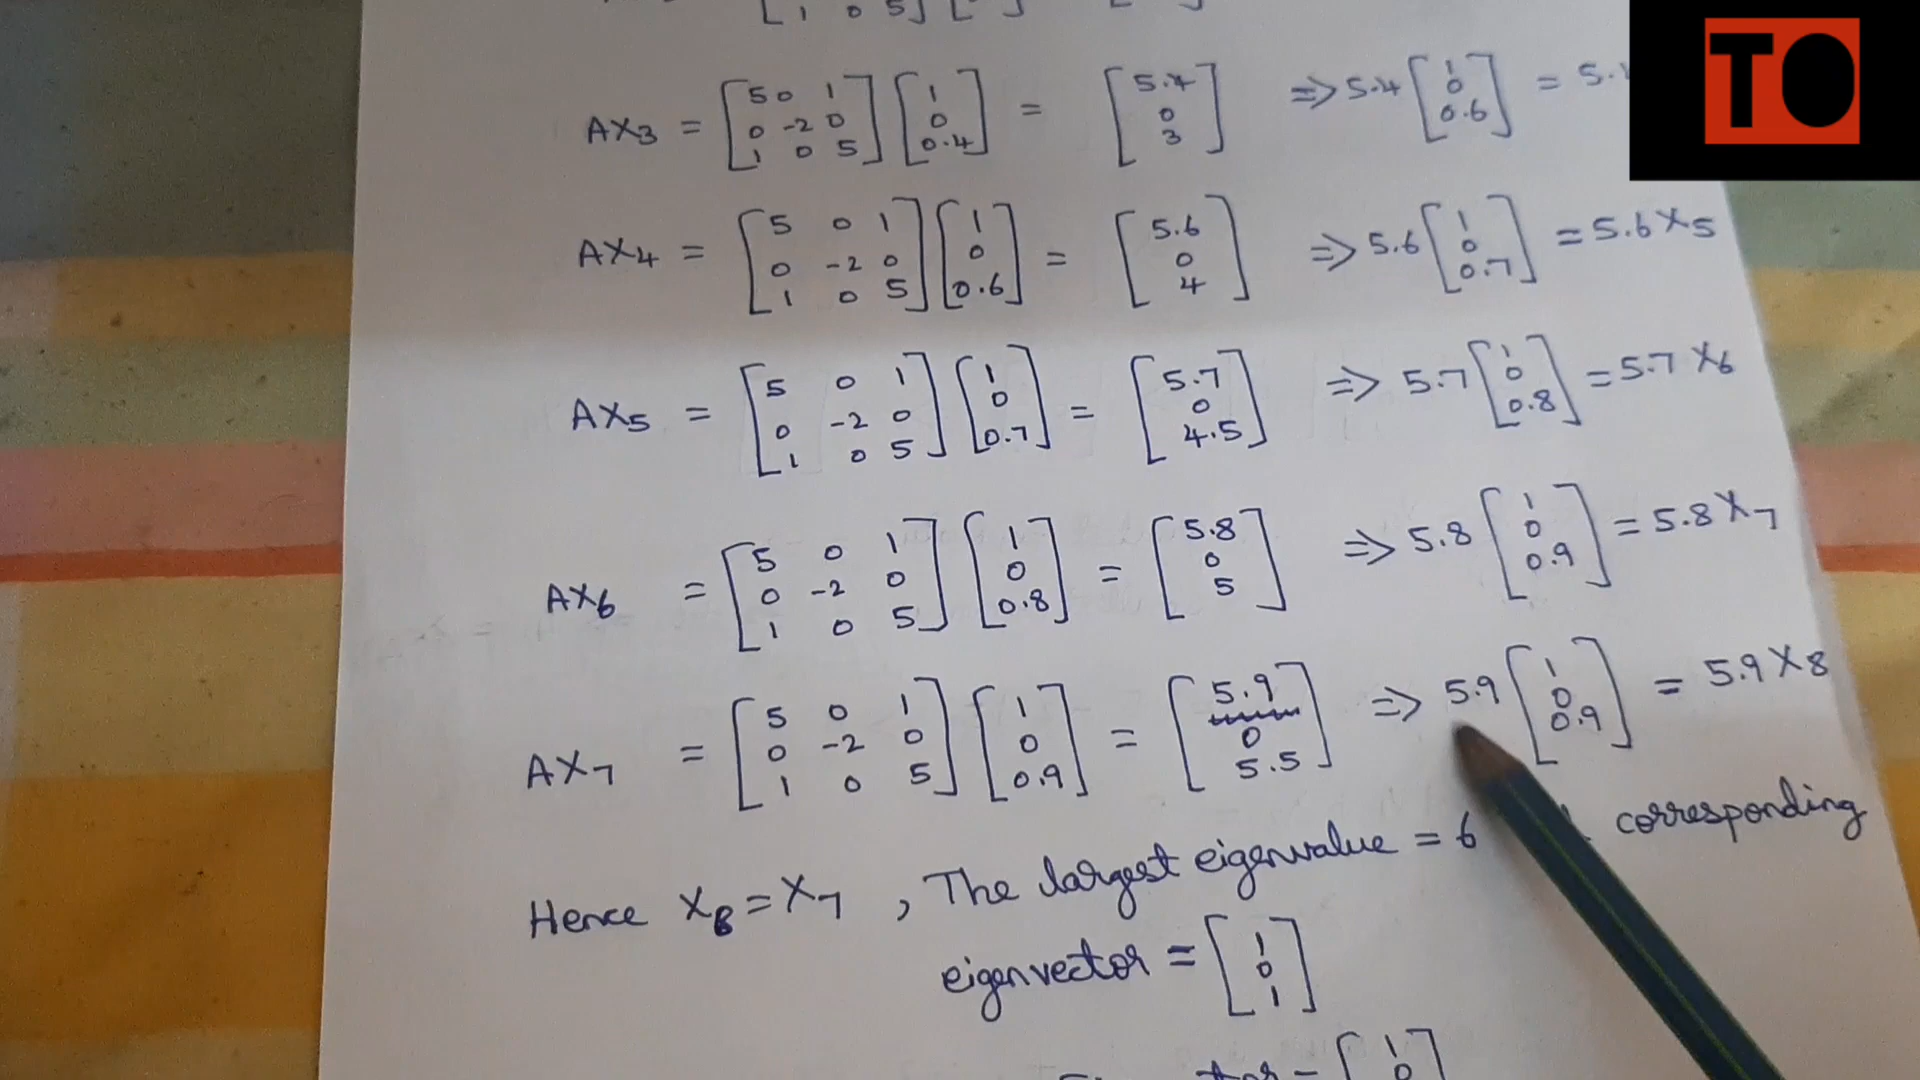 1 0 5
TO
AX3 = [5 0 1 0 -2 0 1 0 5] [1 0 0.4] = [5.4 0 3] => 5.4 [1 0 0.6] = 5.
AX4 = [5 0 1 0 -2 0 1 0 5] [1 0 0.6] = [5.6 0 4] => 5.6 [1 0 0.7] = 5.6 X5
AX5 = [5 0 1 0 -2 0 1 0 5] [1 0 0.7] = [5.7 0 4.5] => 5.7 [1 0 0.8] = 5.7 X6
AX6 = [5 0 1 0 -2 0 1 0 5] [1 0 0.8] = [5.8 0 5] => 5.8 [1 0 0.9] = 5.8 X7
AX7 = [5 0 1 0 -2 0 1 0 5] [1 0 0.9] = [5.9 0 5.5] => 5.9 [1 0 0.9] = 5.9 X8
Hence X8 = X7 , The largest eigenvalue = 6 corresponding
eigenvector = [1 0 1]